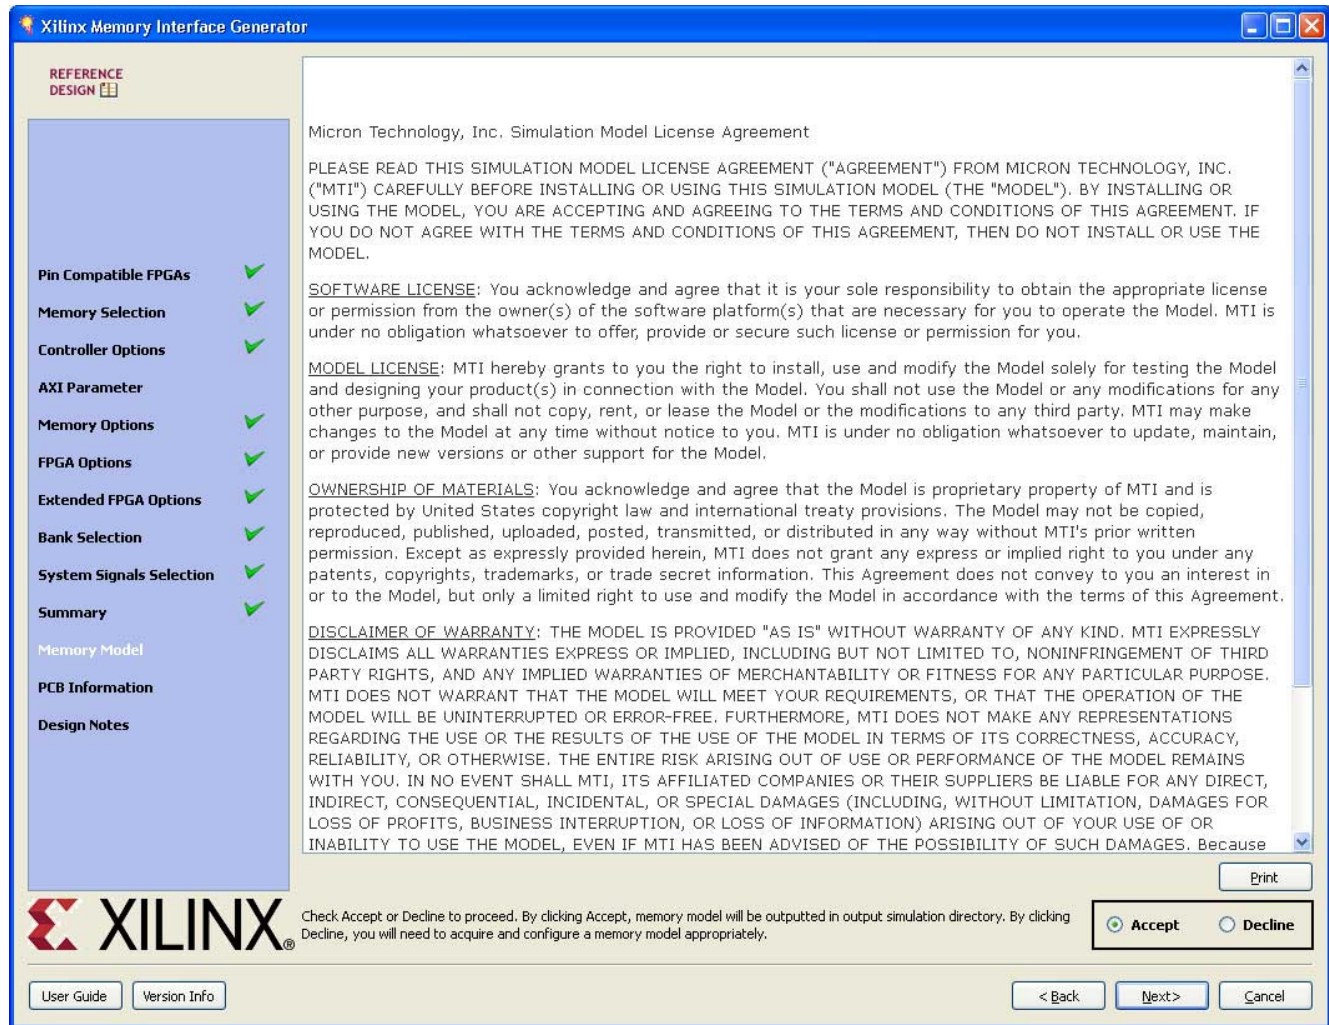 Xilinx Memory Interface Generator
REFERENCE
DESIGN
Pin Compatible FPGAs
Memory Selection
Controller Options
AXI Parameter
Memory Options
FPGA Options
Extended FPGA Options
Bank Selection
System Signals Selection
Summary
Memory Model
PCB Information
Design Notes
Micron Technology, Inc. Simulation Model License Agreement
PLEASE READ THIS SIMULATION MODEL LICENSE AGREEMENT ("AGREEMENT") FROM MICRON TECHNOLOGY, INC.
("MTI") CAREFULLY BEFORE INSTALLING OR USING THIS SIMULATION MODEL (THE "MODEL"). BY INSTALLING OR
USING THE MODEL, YOU ARE ACCEPTING AND AGREEING TO THE TERMS AND CONDITIONS OF THIS AGREEMENT. IF
YOU DO NOT AGREE WITH THE TERMS AND CONDITIONS OF THIS AGREEMENT, THEN DO NOT INSTALL OR USE THE
MODEL.
SOFTWARE LICENSE: You acknowledge and agree that it is your sole responsibility to obtain the appropriate license
or permission from the owner(s) of the software platform(s) that are necessary for you to operate the Model. MTI is
under no obligation whatsoever to offer, provide or secure such license or permission for you.
MODEL LICENSE: MTI hereby grants to you the right to install, use and modify the Model solely for testing the Model
and designing your product(s) in connection with the Model. You shall not use the Model or any modifications for any
other purpose, and shall not copy, rent, or lease the Model or the modifications to any third party. MTI may make
changes to the Model at any time without notice to you. MTI is under no obligation whatsoever to update, maintain,
or provide new versions or other support for the Model.
OWNERSHIP OF MATERIALS: You acknowledge and agree that the Model is proprietary property of MTI and is
protected by United States copyright law and international treaty provisions. The Model may not be copied,
reproduced, published, uploaded, posted, transmitted, or distributed in any way without MTI's prior written
permission. Except as expressly provided herein, MTI does not grant any express or implied right to you under any
patents, copyrights, trademarks, or trade secret information. This Agreement does not convey to you an interest in
or to the Model, but only a limited right to use and modify the Model in accordance with the terms of this Agreement.
DISCLAIMER OF WARRANTY: THE MODEL IS PROVIDED "AS IS" WITHOUT WARRANTY OF ANY KIND. MTI EXPRESSLY
DISCLAIMS ALL WARRANTIES EXPRESS OR IMPLIED, INCLUDING BUT NOT LIMITED TO, NONINFRINGEMENT OF THIRD
PARTY RIGHTS, AND ANY IMPLIED WARRANTIES OF MERCHANTABILITY OR FITNESS FOR ANY PARTICULAR PURPOSE.
MTI DOES NOT WARRANT THAT THE MODEL WILL MEET YOUR REQUIREMENTS, OR THAT THE OPERATION OF THE
MODEL WILL BE UNINTERRUPTED OR ERROR-FREE. FURTHERMORE, MTI DOES NOT MAKE ANY REPRESENTATIONS
REGARDING THE USE OR THE RESULTS OF THE USE OF THE MODEL IN TERMS OF ITS CORRECTNESS, ACCURACY,
RELIABILITY, OR OTHERWISE. THE ENTIRE RISK ARISING OUT OF USE OR PERFORMANCE OF THE MODEL REMAINS
WITH YOU. IN NO EVENT SHALL MTI, ITS AFFILIATED COMPANIES OR THEIR SUPPLIERS BE LIABLE FOR ANY DIRECT,
INDIRECT, CONSEQUENTIAL, INCIDENTAL, OR SPECIAL DAMAGES (INCLUDING, WITHOUT LIMITATION, DAMAGES FOR
LOSS OF PROFITS, BUSINESS INTERRUPTION, OR LOSS OF INFORMATION) ARISING OUT OF YOUR USE OF OR
INABILITY TO USE THE MODEL, EVEN IF MTI HAS BEEN ADVISED OF THE POSSIBILITY OF SUCH DAMAGES. Because
Print
XILINX®
Check Accept or Decline to proceed. By clicking Accept, memory model will be outputted in output simulation directory. By clicking
Decline, you will need to acquire and configure a memory model appropriately.
Accept
Decline
User Guide
Version Info
< Back
Next>
Cancel